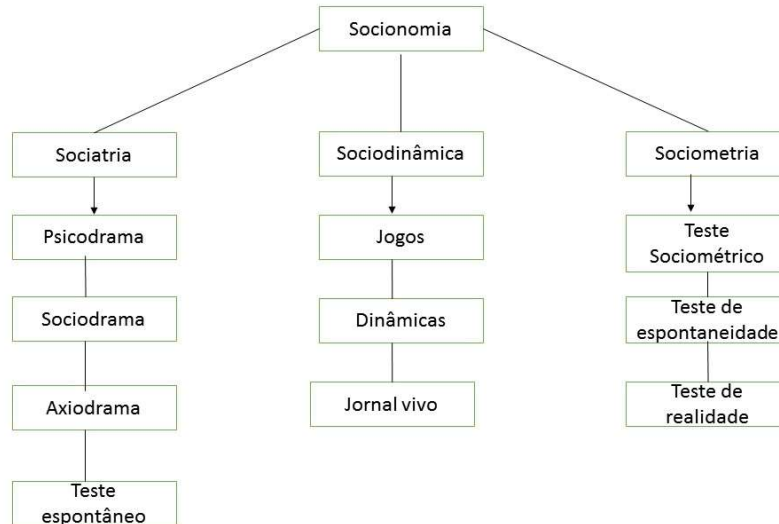 Socionomia
Sociatria
Sociodinâmica
Sociometria
Psicodrama
Jogos
Teste
Sociométrico
Sociodrama
Dinâmicas
Teste de
espontaneidade
Axiodrama
Jornal vivo
Teste de
realidade
Teste
espontâneo